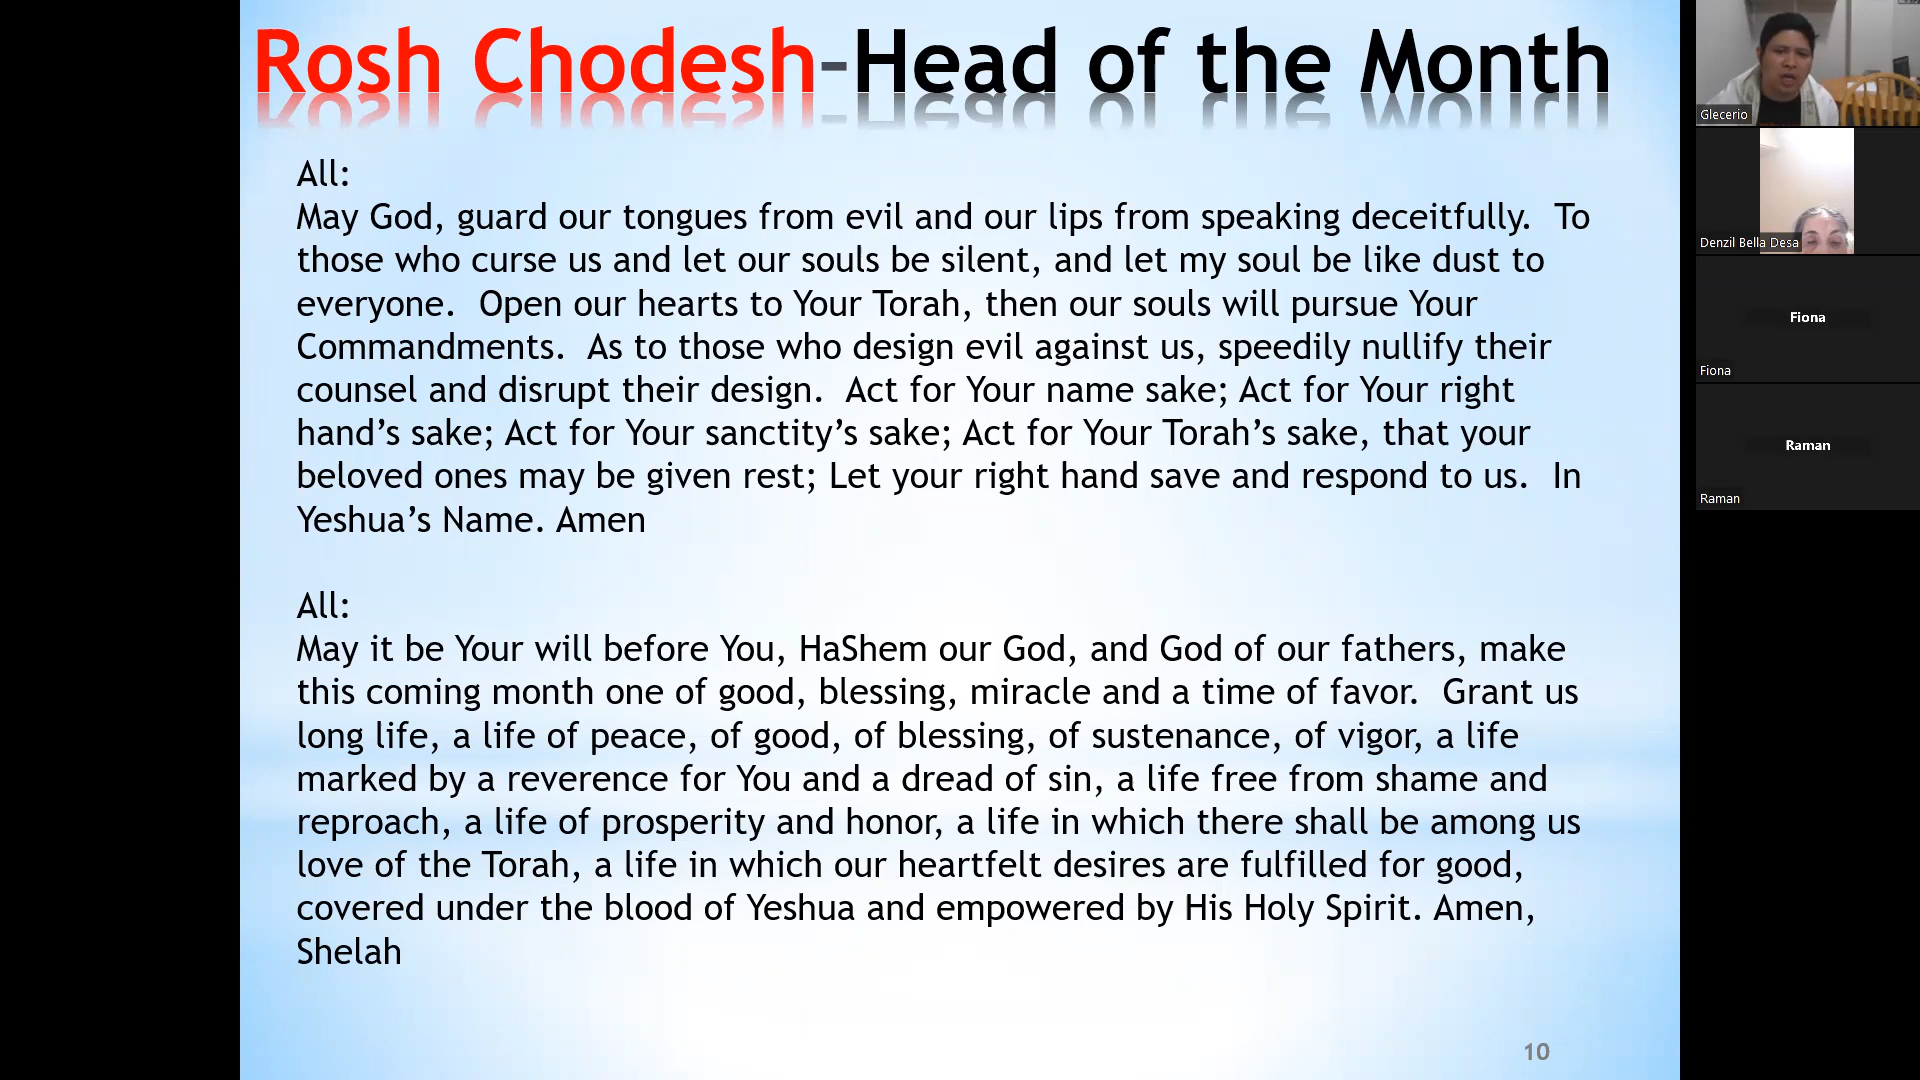 Rosh Chodesh-Head of the Month
All:
May God, guard our tongues from evil and our lips from speaking deceitfully.  To
those who curse us and let our souls be silent, and let my soul be like dust to
everyone.  Open our hearts to Your Torah, then our souls will pursue Your
Commandments.  As to those who design evil against us, speedily nullify their
counsel and disrupt their design.  Act for Your name sake; Act for Your right
hand’s sake; Act for Your sanctity’s sake; Act for Your Torah’s sake, that your
beloved ones may be given rest; Let your right hand save and respond to us.  In
Yeshua’s Name. Amen
All:
May it be Your will before You, HaShem our God, and God of our fathers, make
this coming month one of good, blessing, miracle and a time of favor.  Grant us
long life, a life of peace, of good, of blessing, of sustenance, of vigor, a life
marked by a reverence for You and a dread of sin, a life free from shame and
reproach, a life of prosperity and honor, a life in which there shall be among us
love of the Torah, a life in which our heartfelt desires are fulfilled for good,
covered under the blood of Yeshua and empowered by His Holy Spirit. Amen,
Shelah
10
Glecerio
Denzil Bella Desa
Fiona
Fiona
Raman
Raman